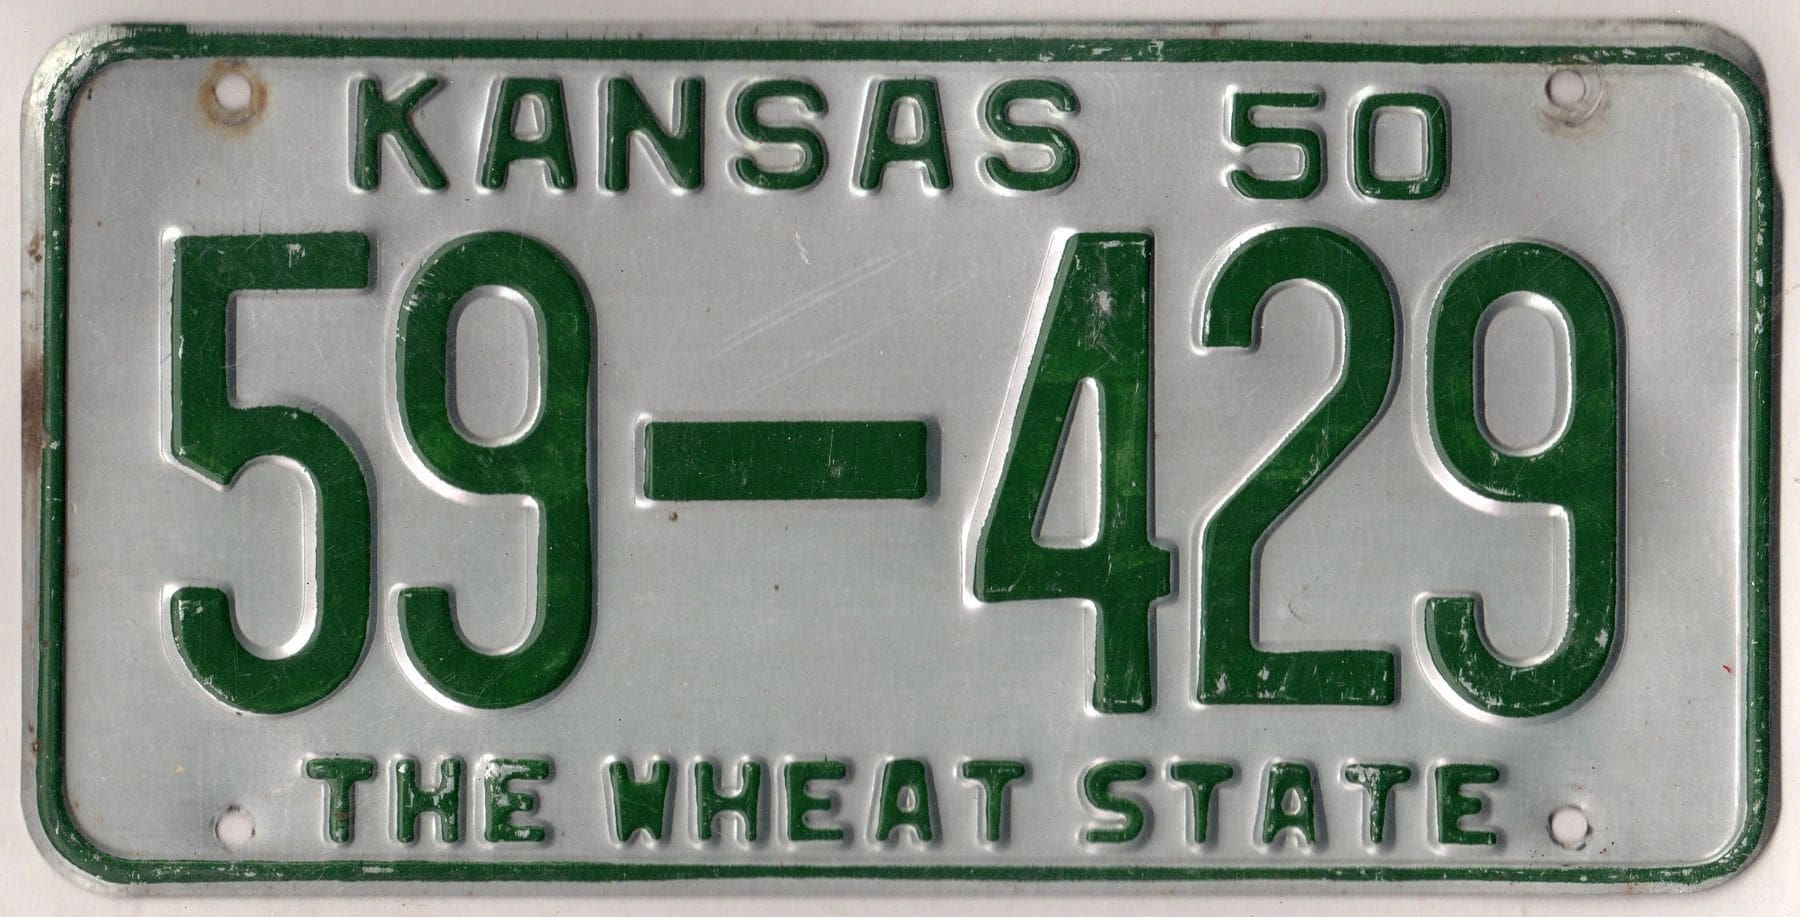 KANSAS 50
59-429
THE WHEAT STATE